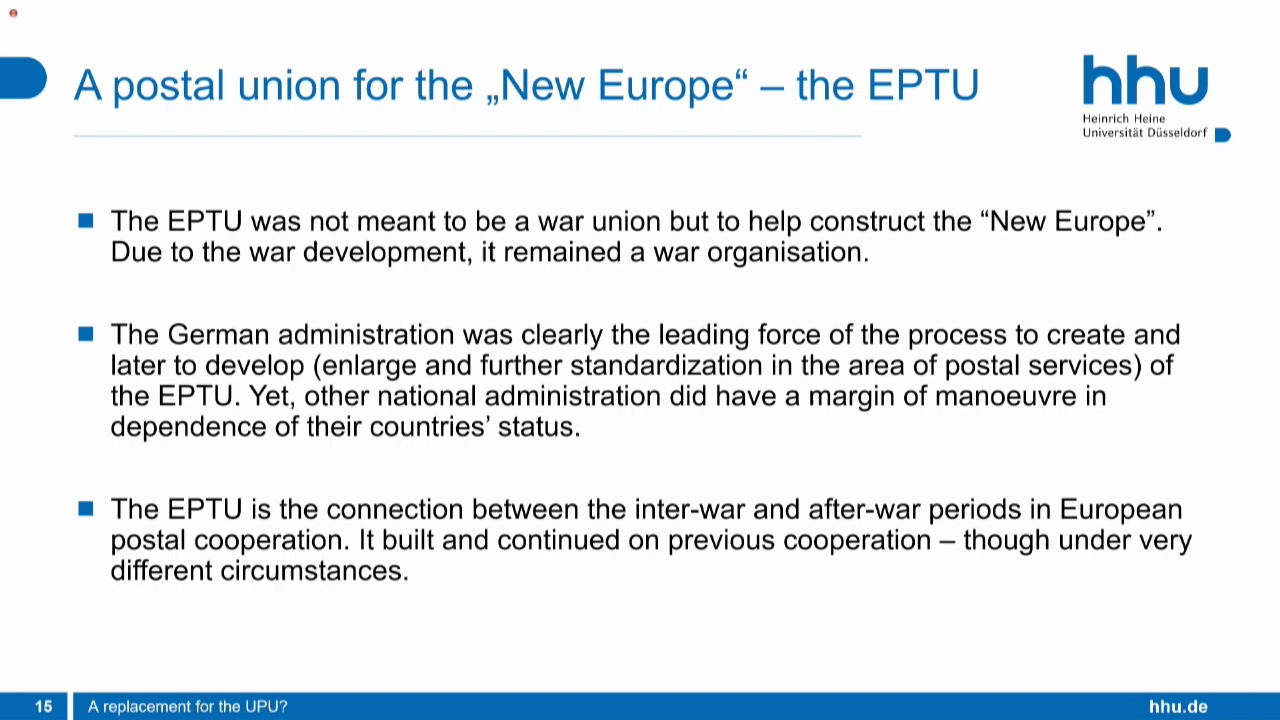 A postal union for the „New Europe“ – the EPTU
hhu
Heinrich Heine
Universität Düsseldorf
The EPTU was not meant to be a war union but to help construct the “New Europe”.
Due to the war development, it remained a war organisation.
The German administration was clearly the leading force of the process to create and
later to develop (enlarge and further standardization in the area of postal services) of
the EPTU. Yet, other national administration did have a margin of manoeuvre in
dependence of their countries’ status.
The EPTU is the connection between the inter-war and after-war periods in European
postal cooperation. It built and continued on previous cooperation – though under very
different circumstances.
15
A replacement for the UPU?
hhu.de